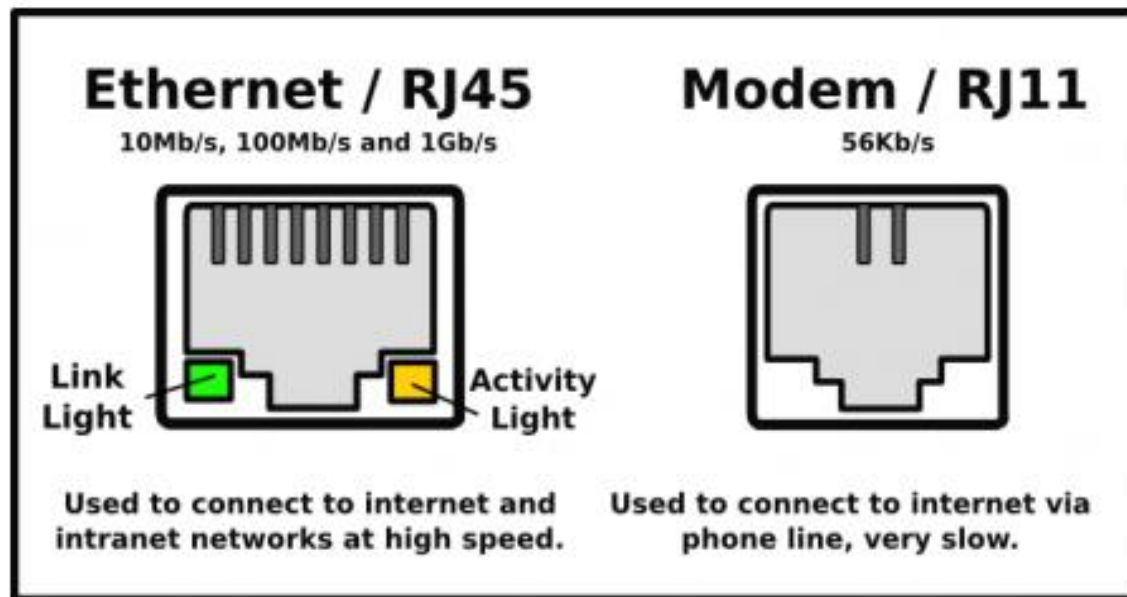 Ethernet / RJ45
10Mb/s, 100Mb/s and 1Gb/s
Link
Light
Activity
Light
Used to connect to internet and
intranet networks at high speed.
Modem / RJ11
56Kb/s
Used to connect to internet via
phone line, very slow.